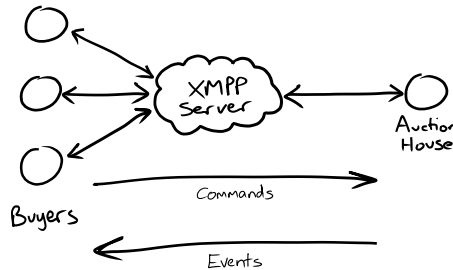 XMPP
Server
Auction
House
Commands
Buyers
Events